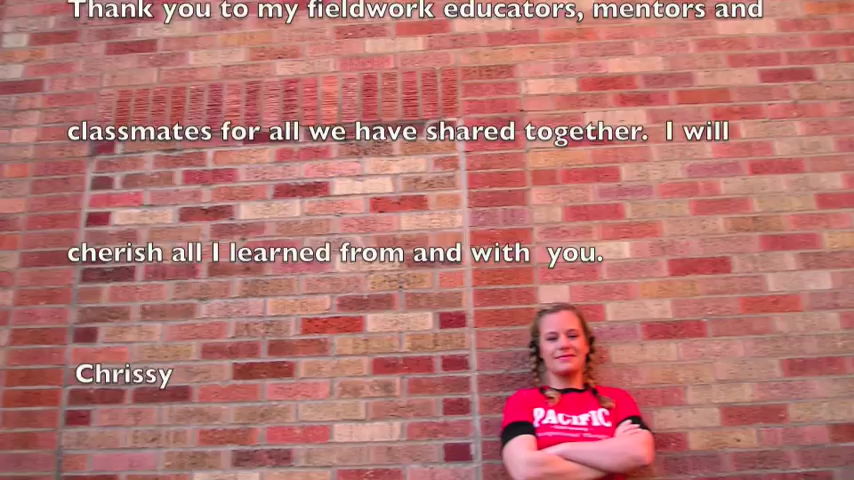 Thank you to my fieldwork educators, mentors and
classmates for all we have shared together.  I will
cherish all I learned from and with  you.
Chrissy
PACIFIC